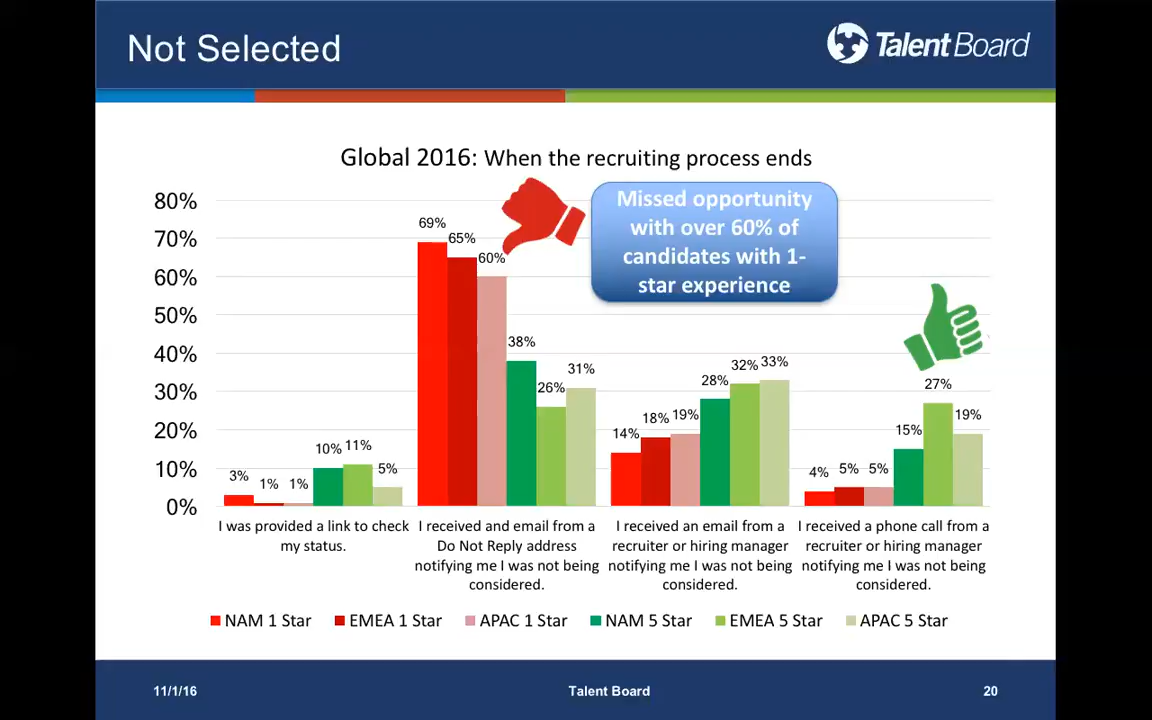 Not Selected
TalentBoard
Global 2016: When the recruiting process ends
Missed opportunity
with over 60% of
candidates with 1-
star experience
80%
70%
60%
50%
40%
30%
20%
10%
0%
3%
1%
1%
10%
11%
5%
69%
65%
60%
38%
26%
31%
14%
18%
19%
28%
32%
33%
4%
5%
5%
15%
27%
19%
I was provided a link to check
my status.
I received and email from a
Do Not Reply address
notifying me I was not being
considered.
I received an email from a
recruiter or hiring manager
notifying me I was not being
considered.
I received a phone call from a
recruiter or hiring manager
notifying me I was not being
considered.
NAM 1 Star
EMEA 1 Star
APAC 1 Star
NAM 5 Star
EMEA 5 Star
APAC 5 Star
11/1/16
Talent Board
20